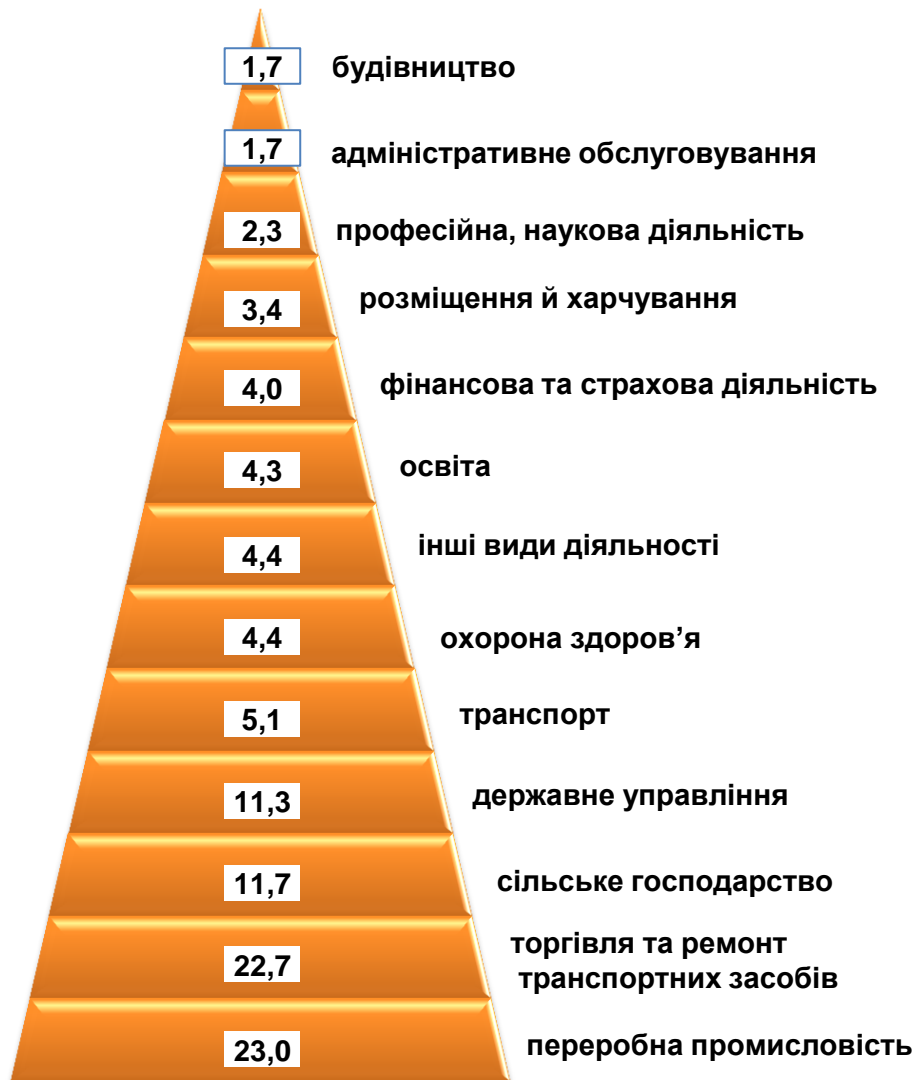 1,7 будівництво
1,7 адміністративне обслуговування
2,3 професійна, наукова діяльність
3,4 розміщення й харчування
4,0 фінансова та страхова діяльність
4,3 освіта
4,4 інші види діяльності
4,4 охорона здоров’я
5,1 транспорт
11,3 державне управління
11,7 сільське господарство
22,7 торгівля та ремонт
транспортних засобів
23,0 переробна промисловість